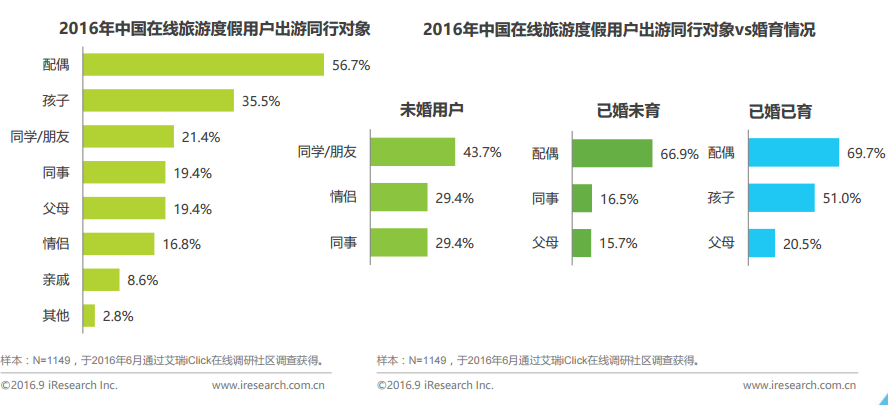 2016年中国在线旅游度假用户出游同行对象
配偶 56.7%
孩子 35.5%
同学/朋友 21.4%
同事 19.4%
父母 19.4%
情侣 16.8%
亲戚 8.6%
其他 2.8%
样本：N=1149，于2016年6月通过艾瑞iClick在线调研社区调查获得。
©2016.9 iResearch Inc. www.iresearch.com.cn
2016年中国在线旅游度假用户出游同行对象vs婚育情况
未婚用户
同学/朋友 43.7%
情侣 29.4%
同事 29.4%
已婚未育
配偶 66.9%
同事 16.5%
父母 15.7%
已婚已育
配偶 69.7%
孩子 51.0%
父母 20.5%
样本：N=1149，于2016年6月通过艾瑞iClick在线调研社区调查获得。
©2016.9 iResearch Inc. www.iresearch.com.cn